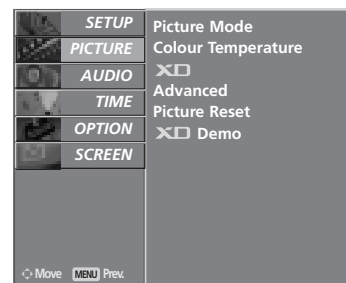 SETUP
PICTURE
AUDIO
TIME
OPTION
SCREEN
Move MENU Prev.
Picture Mode
Colour Temperature
XD
Advanced
Picture Reset
XD Demo